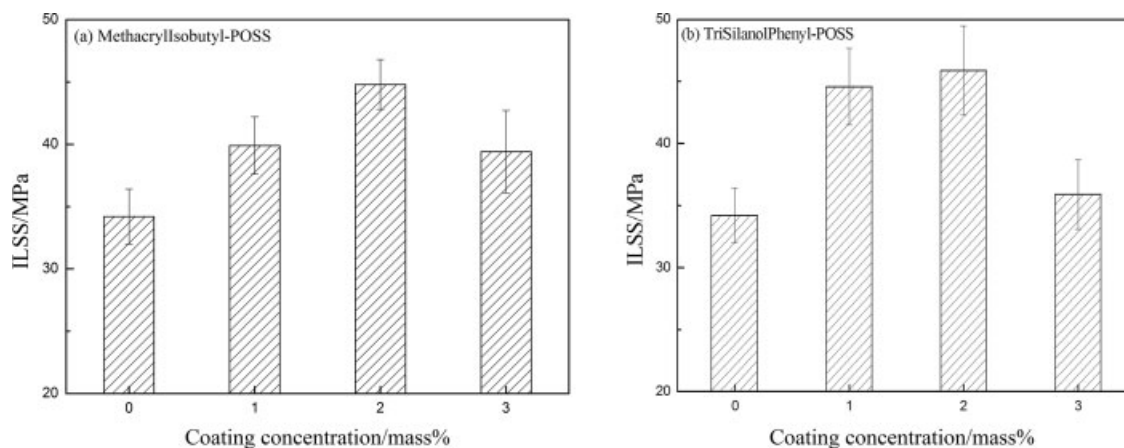 (a) MethacrylIsobutyl-POSS
50
40
30
20
ILSS/MPa
0 1 2 3
Coating concentration/mass%
(b) TriSilanolPhenyl-POSS
50
40
30
20
ILSS/MPa
0 1 2 3
Coating concentration/mass%